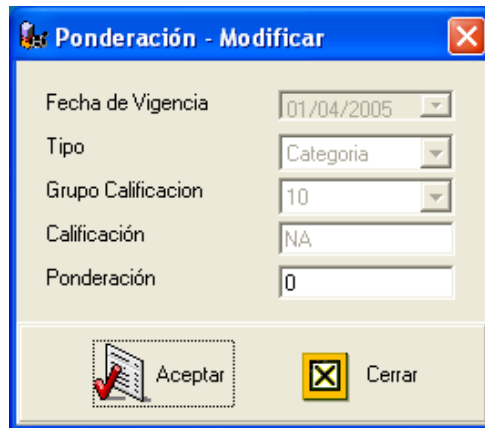 Ponderación - Modificar
Fecha de Vigencia 01/04/2005
Tipo Categoria
Grupo Calificacion 10
Calificación NA
Ponderación 0
Aceptar Cerrar